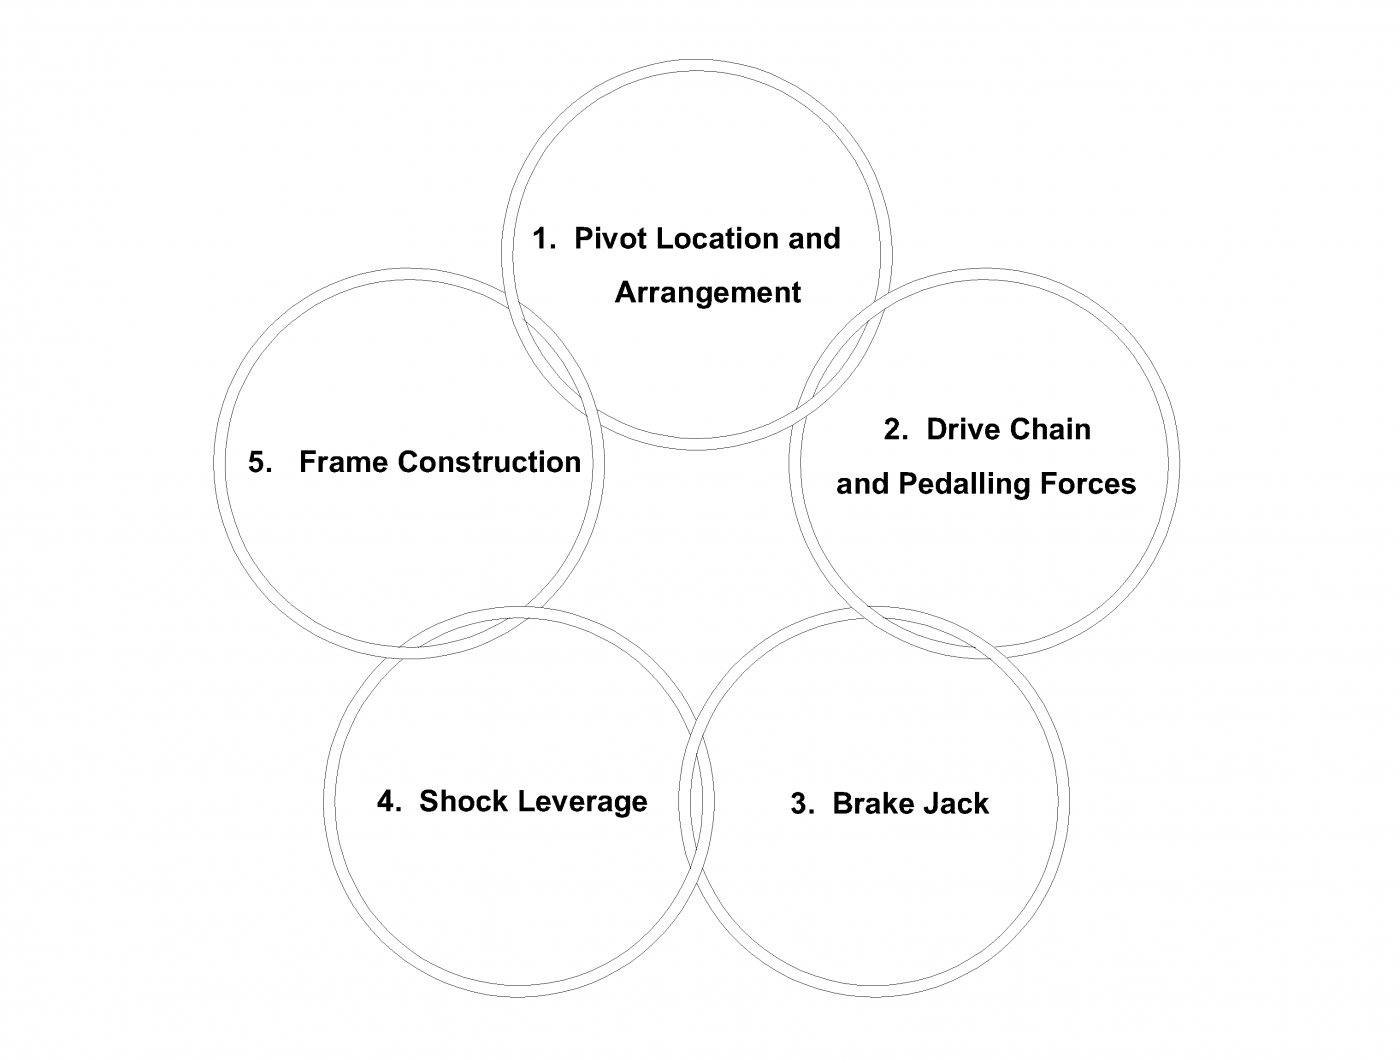 1. Pivot Location and
Arrangement
2. Drive Chain
and Pedalling Forces
5. Frame Construction
4. Shock Leverage
3. Brake Jack